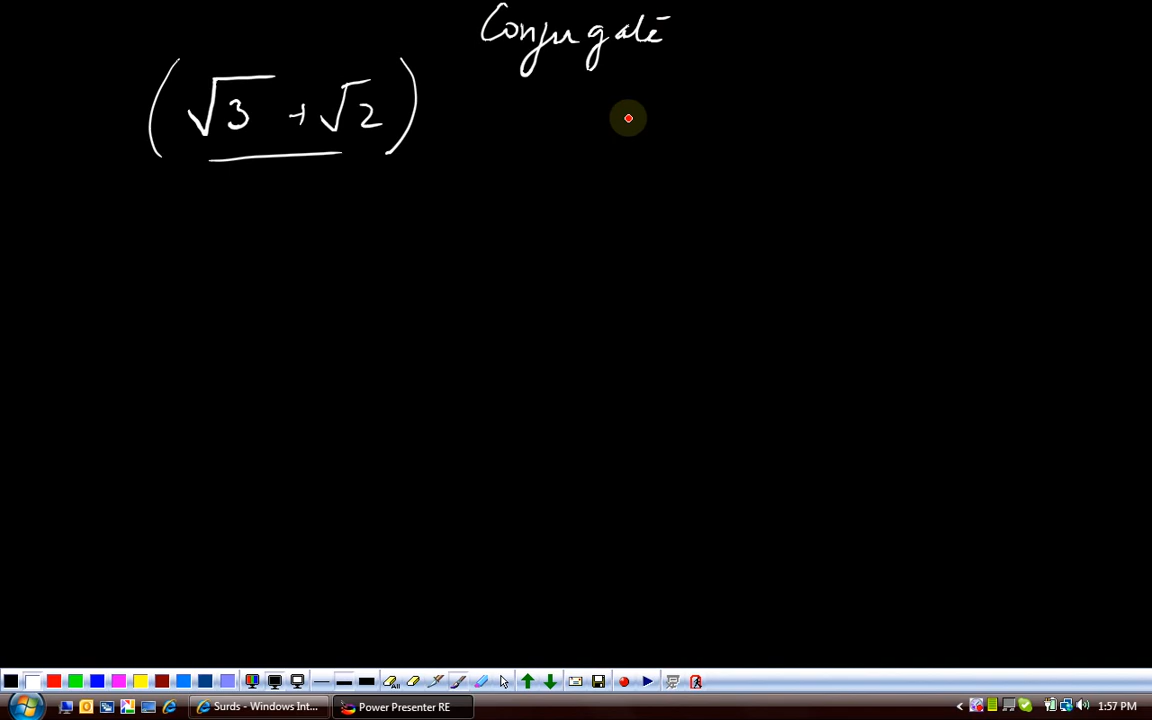 Conjugate
(√3 + √2)
Surds - Windows Int...
Power Presenter RE
1:57 PM